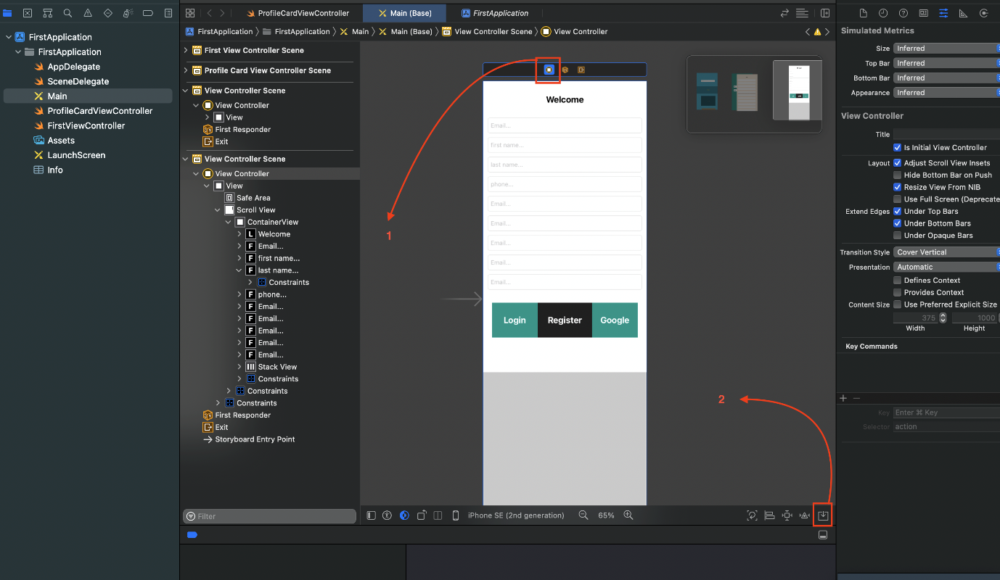 ProfileCardViewController
Main (Base)
FirstApplication
FirstApplication
FirstApplication
AppDelegate
SceneDelegate
Main
ProfileCardViewController
FirstViewController
Assets
LaunchScreen
Info
FirstApplication
FirstApplication
Main
Main (Base)
View Controller Scene
View Controller
First View Controller Scene
Profile Card View Controller Scene
View Controller Scene
View Controller
View
First Responder
Exit
View Controller Scene
View Controller
View
Safe Area
Scroll View
ContainerView
L Welcome
F Email...
F first name...
F last name...
Constraints
F phone...
F Email...
F Email...
F Email...
F Email...
F Email...
Stack View
Constraints
Constraints
Constraints
First Responder
Exit
Storyboard Entry Point
Filter
1
Welcome
Email...
first name...
last name...
phone...
Email...
Email...
Email...
Email...
Email...
Login
Register
Google
2
iPhone SE (2nd generation)
65%
Simulated Metrics
Size Inferred
Top Bar Inferred
Bottom Bar Inferred
Appearance Inferred
View Controller
Title
Is Initial View Controller
Layout Adjust Scroll View Insets
Hide Bottom Bar on Push
Resize View From NIB
Use Full Screen (Deprecate
Extend Edges Under Top Bars
Under Bottom Bars
Under Opaque Bars
Transition Style Cover Vertical
Presentation Automatic
Defines Context
Provides Context
Content Size Use Preferred Explicit Size
375 1000
Width Height
Key Commands
Key Enter ⌘ Key
Selector action